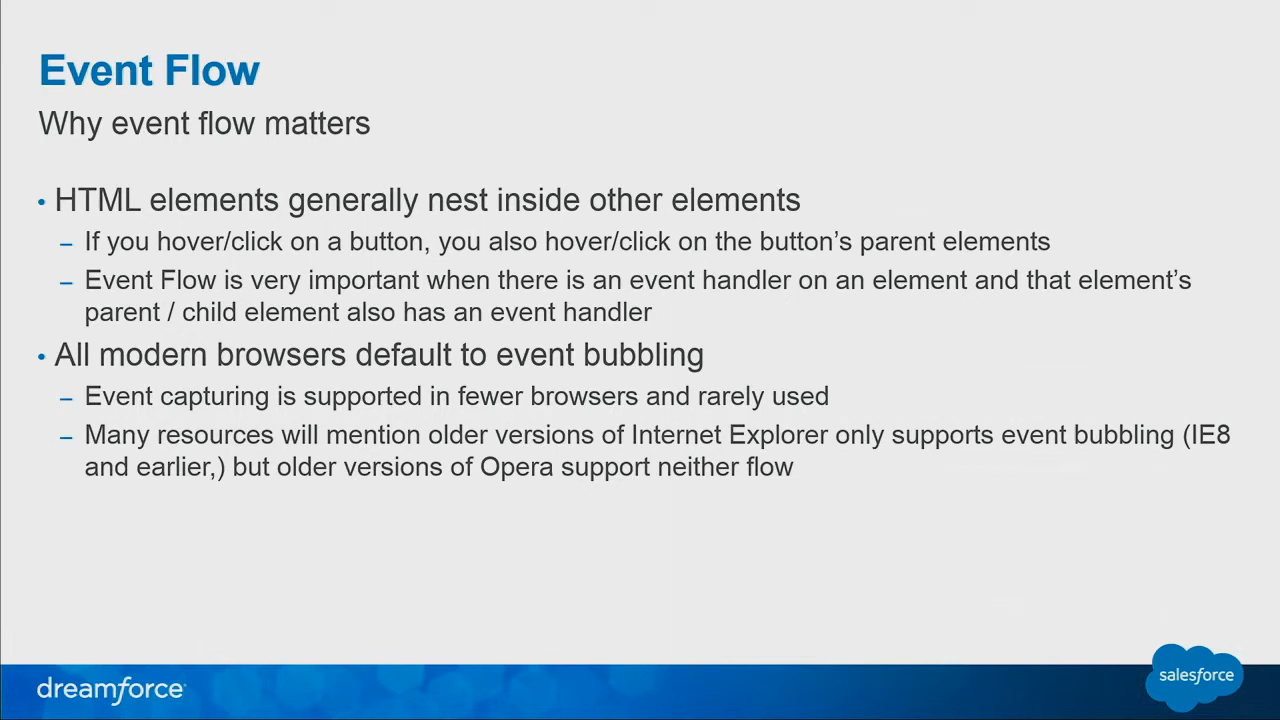 Event Flow
Why event flow matters
• HTML elements generally nest inside other elements
– If you hover/click on a button, you also hover/click on the button’s parent elements
– Event Flow is very important when there is an event handler on an element and that element’s
parent / child element also has an event handler
• All modern browsers default to event bubbling
– Event capturing is supported in fewer browsers and rarely used
– Many resources will mention older versions of Internet Explorer only supports event bubbling (IE8
and earlier,) but older versions of Opera support neither flow
dreamforce
salesforce